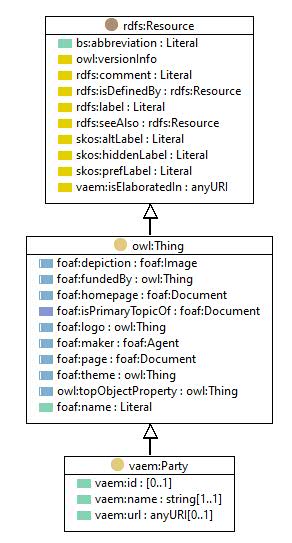 rdfs:Resource
bs:abbreviation : Literal
owl:versionInfo
rdfs:comment : Literal
rdfs:isDefinedBy : rdfs:Resource
rdfs:label : Literal
rdfs:seeAlso : rdfs:Resource
skos:altLabel : Literal
skos:hiddenLabel : Literal
skos:prefLabel : Literal
vaem:isElaboratedIn : anyURI
owl:Thing
foaf:depiction : foaf:Image
foaf:fundedBy : owl:Thing
foaf:homepage : foaf:Document
foaf:isPrimaryTopicOf : foaf:Document
foaf:logo : owl:Thing
foaf:maker : foaf:Agent
foaf:page : foaf:Document
foaf:theme : owl:Thing
owl:topObjectProperty : owl:Thing
foaf:name : Literal
vaem:Party
vaem:id : [0..1]
vaem:name : string[1..1]
vaem:url : anyURI[0..1]